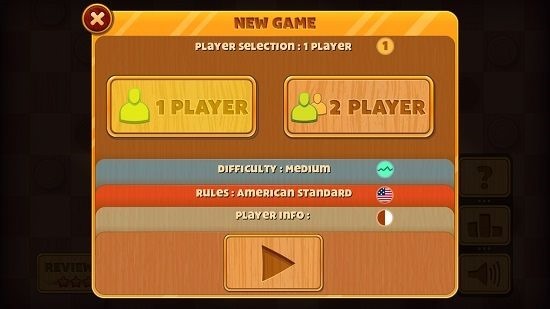 NEW GAME
PLAYER SELECTION : 1 PLAYER
1
1 PLAYER
2 PLAYER
DIFFICULTY : MEDIUM
RULES : AMERICAN STANDARD
PLAYER INFO :
?
REVIEW